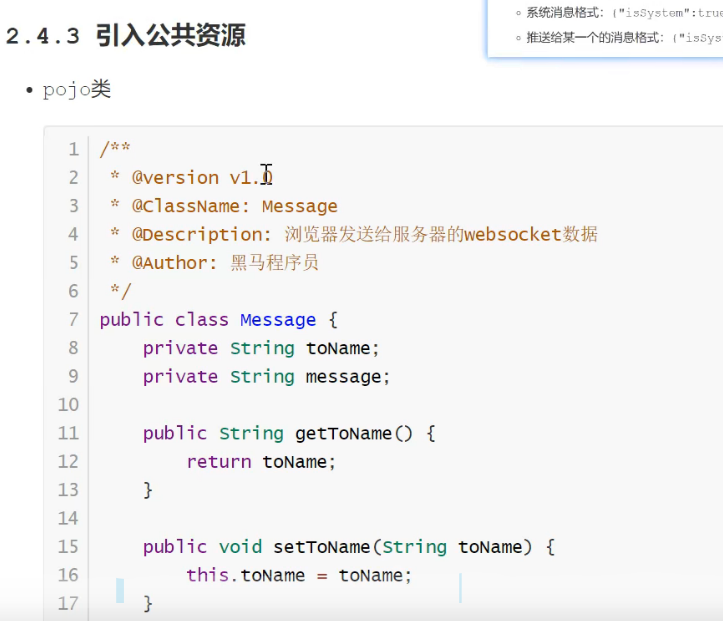 2.4.3 引入公共资源
系统消息格式：{"isSystem":true
推送给某一个的消息格式：{"isSys
pojo类
1 /**
2 * @version v1.0
3 * @ClassName: Message
4 * @Description: 浏览器发送给服务器的websocket数据
5 * @Author: 黑马程序员
6 */
7 public class Message {
8 private String toName;
9 private String message;
10
11 public String getToName() {
12 return toName;
13 }
14
15 public void setToName(String toName) {
16 this.toName = toName;
17 }